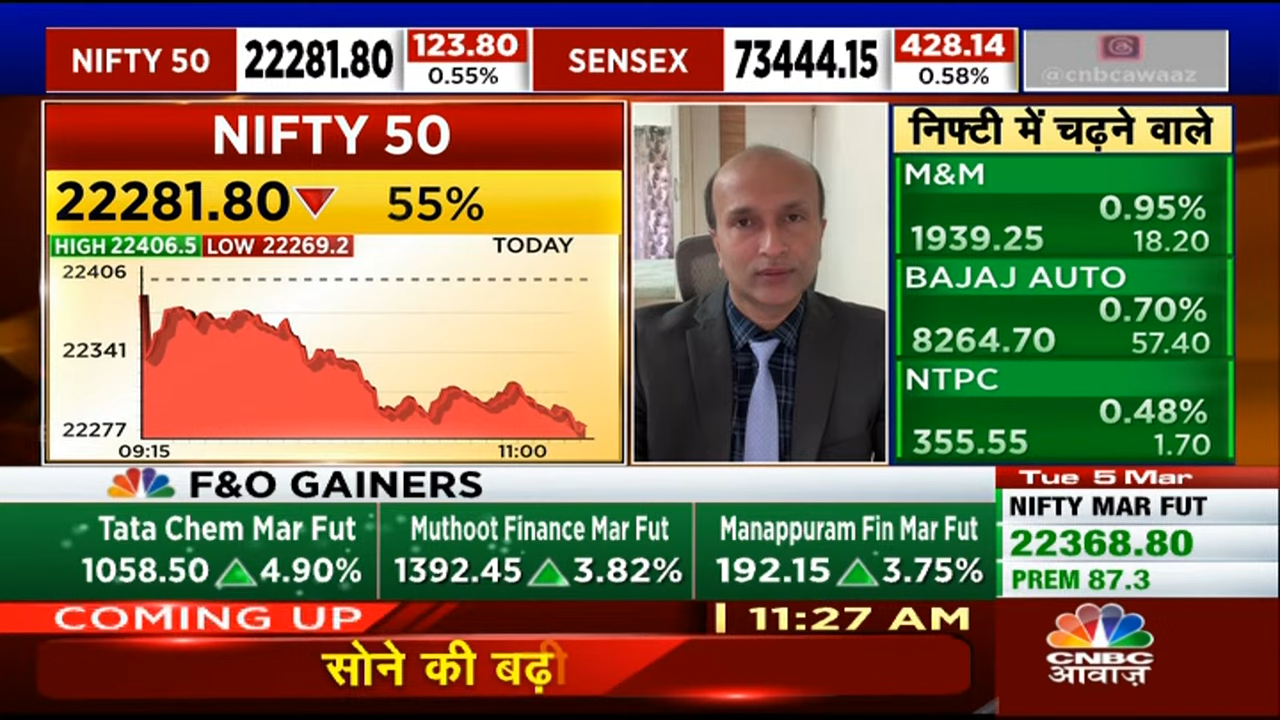 NIFTY 50 22281.80 123.80 0.55% SENSEX 73444.15 428.14 0.58% @cnbcawaaz
NIFTY 50
22281.80 55%
HIGH 22406.5 LOW 22269.2 TODAY
22406
22341
22277
09:15 11:00
निफ्टी में चढ़ने वाले
M&M
0.95%
1939.25 18.20
BAJAJ AUTO
0.70%
8264.70 57.40
NTPC
0.48%
355.55 1.70
F&O GAINERS
Tata Chem Mar Fut
1058.50 4.90%
Muthoot Finance Mar Fut
1392.45 3.82%
Manappuram Fin Mar Fut
192.15 3.75%
Tue 5 Mar
NIFTY MAR FUT
22368.80
PREM 87.3
COMING UP 11:27 AM
सोने की बढ़ी
CNBC
आवाज़